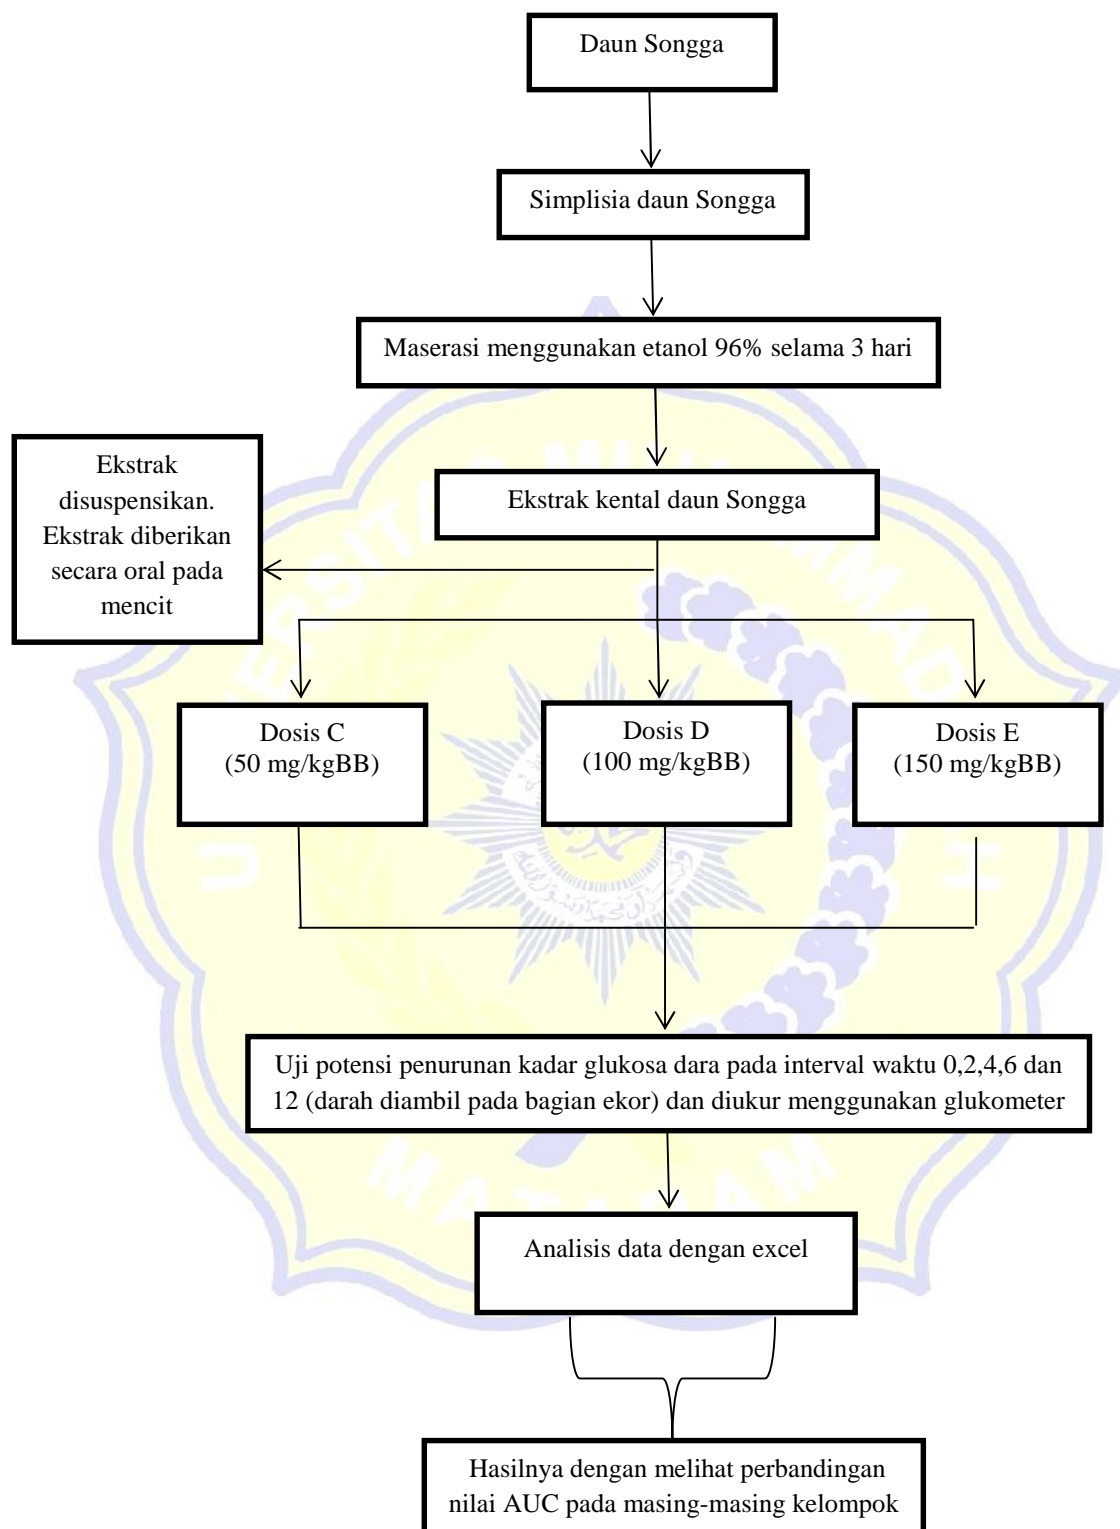 Daun Songga
Simplisia daun Songga
Maserasi menggunakan etanol 96% selama 3 hari
Ekstrak
disuspensikan.
Ekstrak diberikan
secara oral pada
mencit
Ekstrak kental daun Songga
Dosis C
(50 mg/kgBB)
Dosis D
(100 mg/kgBB)
Dosis E
(150 mg/kgBB)
Uji potensi penurunan kadar glukosa dara pada interval waktu 0,2,4,6 dan
12 (darah diambil pada bagian ekor) dan diukur menggunakan glukometer
Analisis data dengan excel
Hasilnya dengan melihat perbandingan
nilai AUC pada masing-masing kelompok
MATARAM